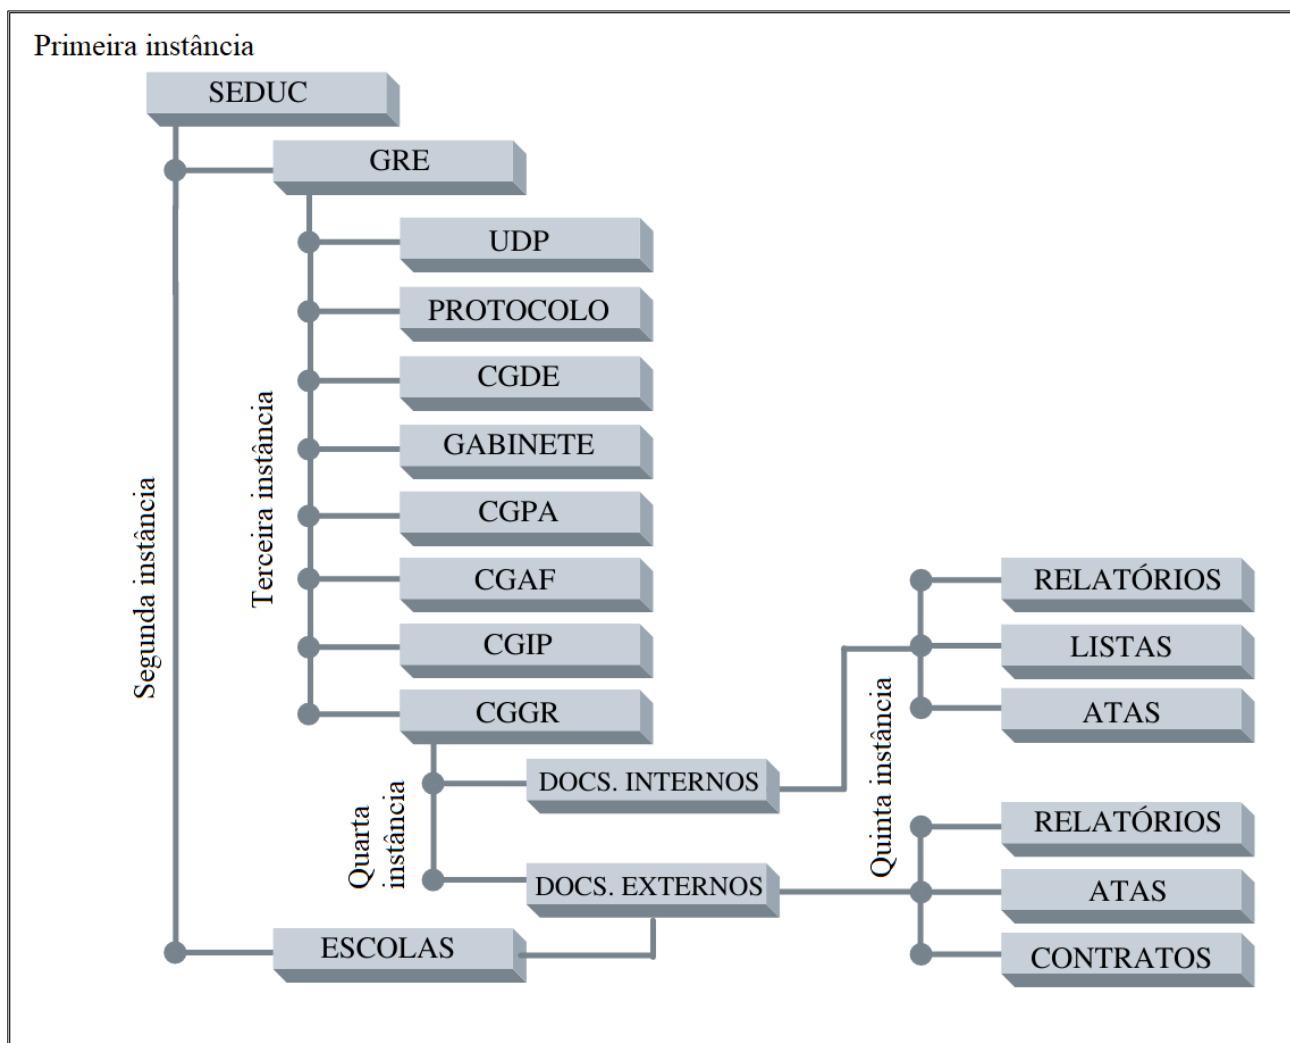 Primeira instância
SEDUC
GRE
UDP
PROTOCOLO
CGDE
GABINETE
CGPA
CGAF
CGIP
CGGR
Segunda instância
Terceira instância
Quarta
instância
DOCS. INTERNOS
DOCS. EXTERNOS
ESCOLAS
Quinta instância
RELATÓRIOS
LISTAS
ATAS
RELATÓRIOS
ATAS
CONTRATOS